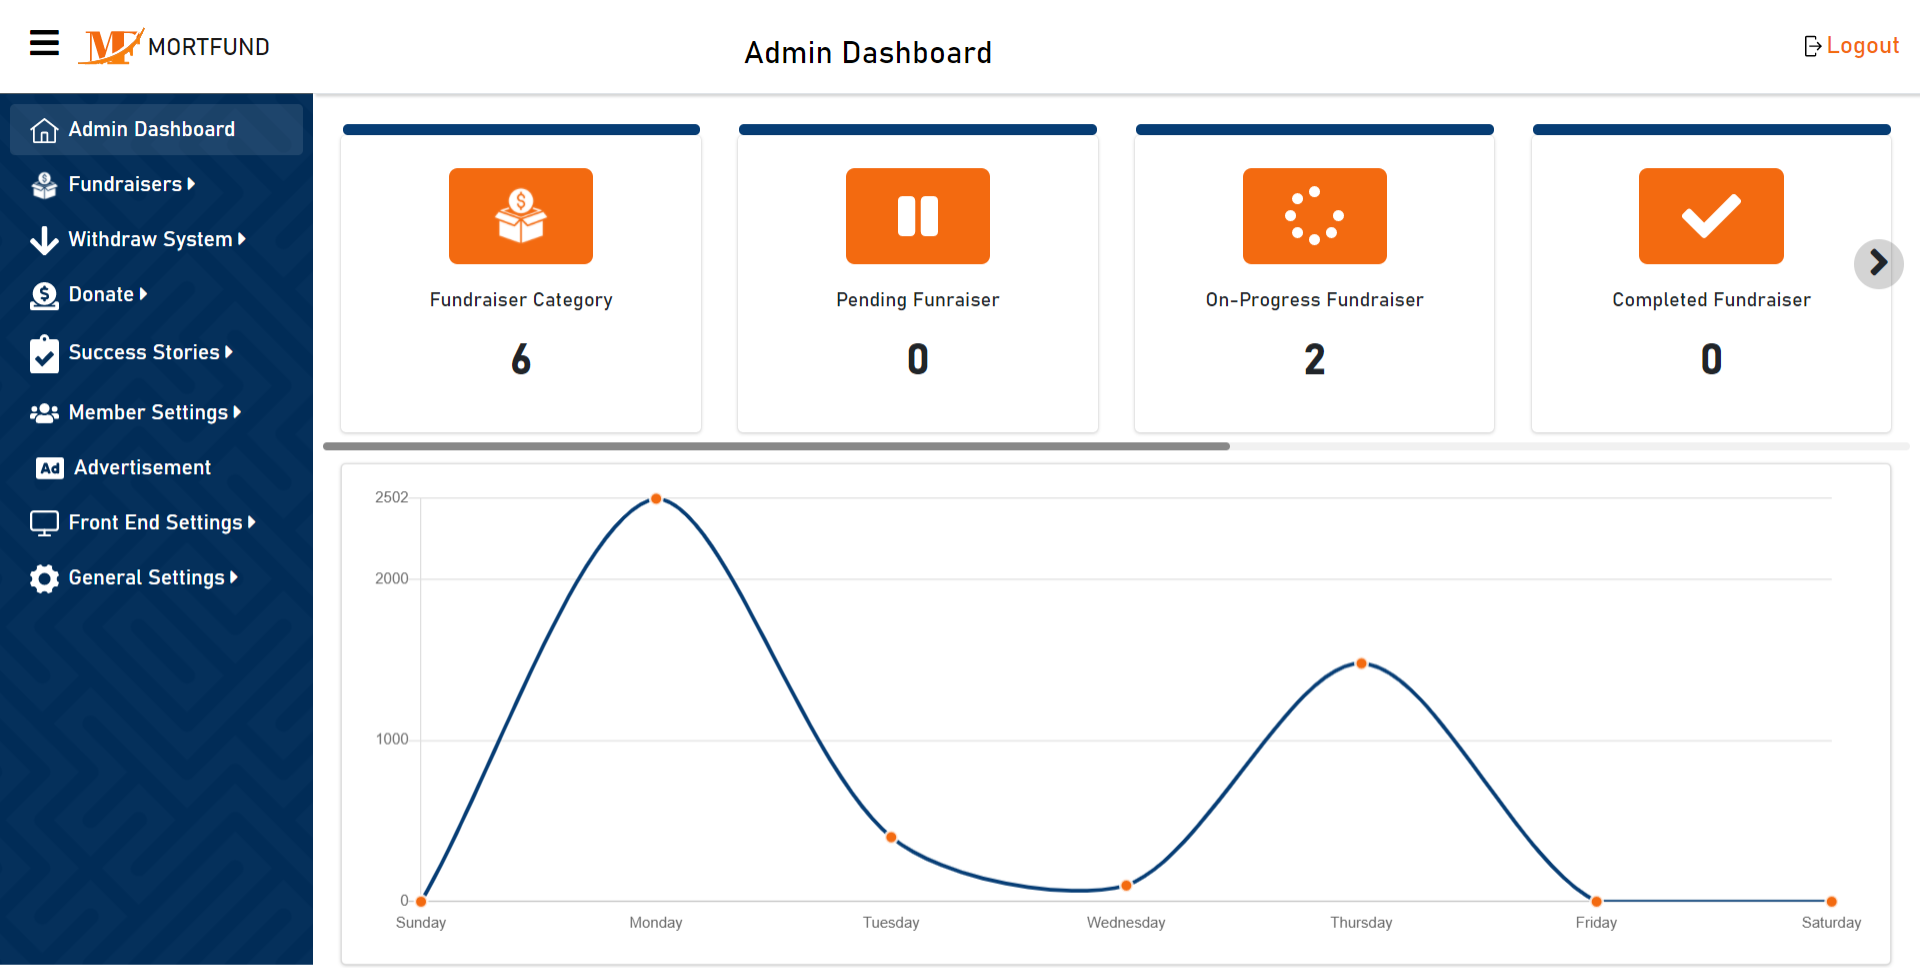 MF MORTFUND
Admin Dashboard
Logout
Admin Dashboard
Fundraisers
Withdraw System
Donate
Success Stories
Member Settings
Ad Advertisement
Front End Settings
General Settings
$
Fundraiser Category
6
Pending Funraiser
0
On-Progress Fundraiser
2
Completed Fundraiser
0
2502
2000
1000
0
Sunday Monday Tuesday Wednesday Thursday Friday Saturday